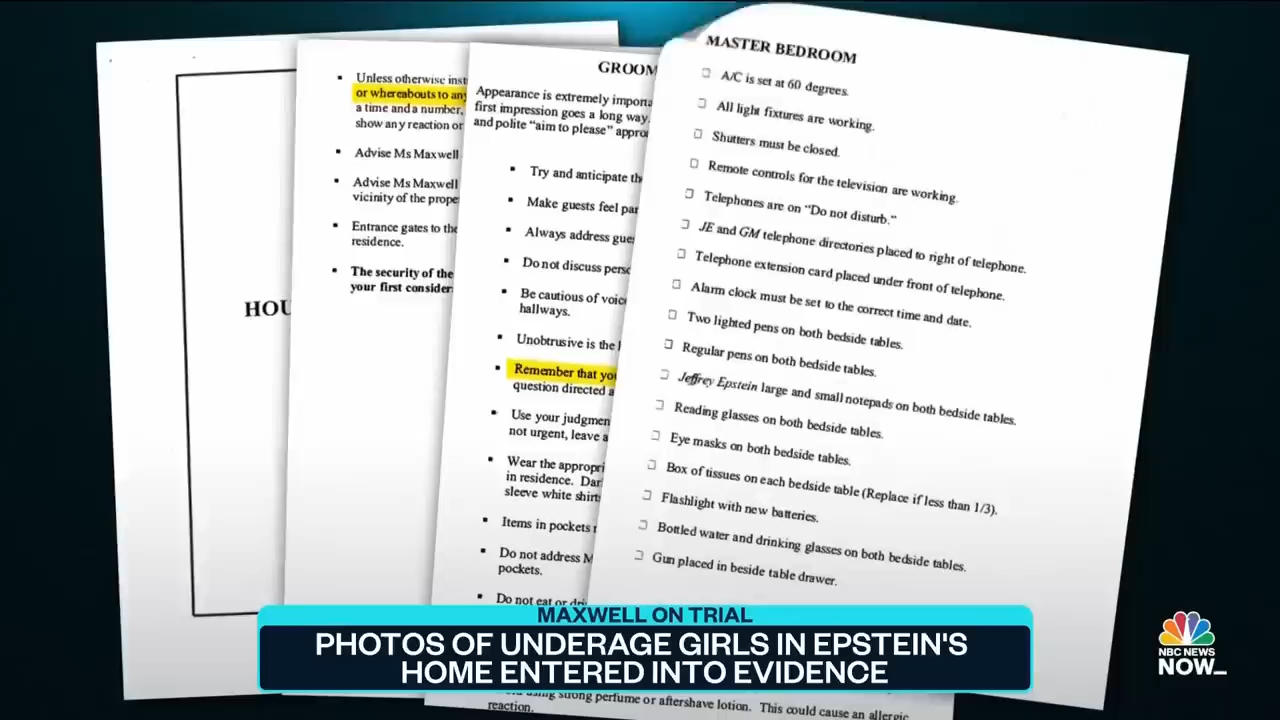 HOU
Unless otherwise inst
or whereabouts to any
a time and a number,
show any reaction or
Advise Ms Maxwell
Advise Ms Maxwell
vicinity of the prope
Entrance gates to the
residence.
The security of the
your first consider
GROOM
Appearance is extremely importa
first impression goes a long way.
and polite “aim to please” appro
Try and anticipate th
Make guests feel par
Always address gue
Do not discuss perso
Be cautious of voic
hallways.
Unobtrusive is the
Remember that you
question directed a
Use your judgmen
not urgent, leave a
Wear the appropri
in residence. Dar
sleeve white shirt
Items in pockets
Do not address M
pockets.
Do not eat or dri
using strong perfume or aftershave lotion. This could cause an allergic
reaction.
MASTER BEDROOM
A/C is set at 60 degrees.
All light fixtures are working.
Shutters must be closed.
Remote controls for the television are working.
Telephones are on “Do not disturb.”
JE and GM telephone directories placed to right of telephone.
Telephone extension card placed under front of telephone.
Alarm clock must be set to the correct time and date.
Two lighted pens on both bedside tables.
Regular pens on both bedside tables.
Jeffrey Epstein large and small notepads on both bedside tables.
Reading glasses on both bedside tables.
Eye masks on both bedside tables.
Box of tissues on each bedside table (Replace if less than 1/3).
Flashlight with new batteries.
Bottled water and drinking glasses on both bedside tables.
Gun placed in beside table drawer.
MAXWELL ON TRIAL
PHOTOS OF UNDERAGE GIRLS IN EPSTEIN'S
HOME ENTERED INTO EVIDENCE
NBC NEWS
NOW_